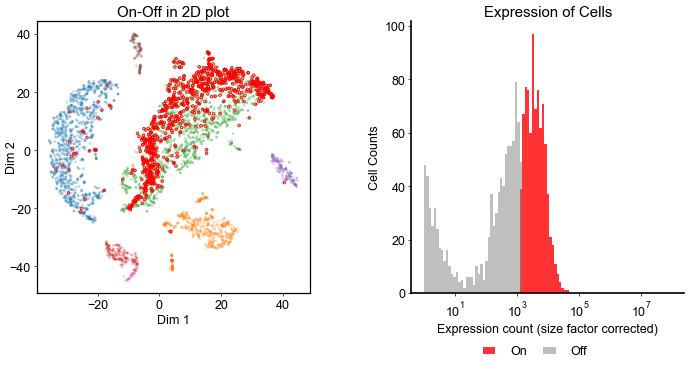 On-Off in 2D plot
Dim 2
40
20
0
−20
−40
−20
0
20
40
Dim 1
Expression of Cells
Cell Counts
100
80
60
40
20
0
10^1
10^3
10^5
10^7
Expression count (size factor corrected)
On
Off